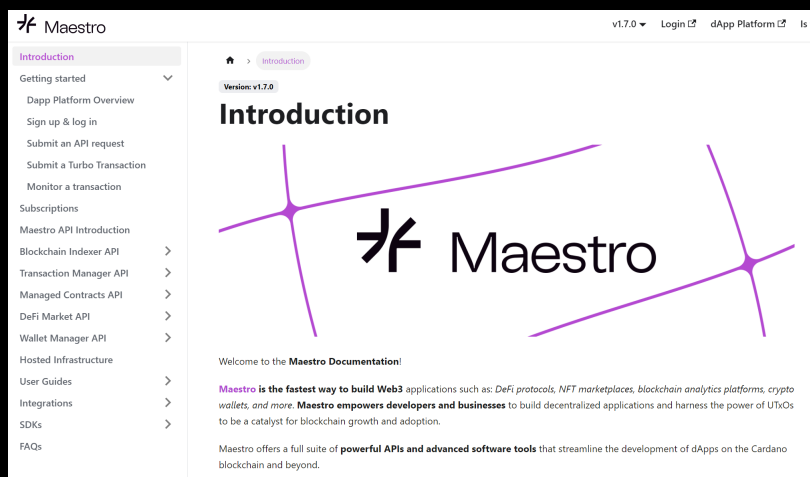 Maestro
v1.7.0
Login
dApp Platform
Is
Introduction
Getting started
Dapp Platform Overview
Sign up & log in
Submit an API request
Submit a Turbo Transaction
Monitor a transaction
Subscriptions
Maestro API Introduction
Blockchain Indexer API
Transaction Manager API
Managed Contracts API
DeFi Market API
Wallet Manager API
Hosted Infrastructure
User Guides
Integrations
SDKs
FAQs
Introduction
Version: v1.7.0
Introduction
Maestro
Welcome to the Maestro Documentation!
Maestro is the fastest way to build Web3 applications such as: DeFi protocols, NFT marketplaces, blockchain analytics platforms, crypto
wallets, and more. Maestro empowers developers and businesses to build decentralized applications and harness the power of UTxOs
to be a catalyst for blockchain growth and adoption.
Maestro offers a full suite of powerful APIs and advanced software tools that streamline the development of dApps on the Cardano
blockchain and beyond.